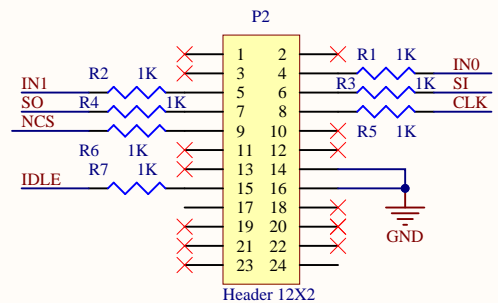 P2
1 2 R1 1K IN0
R2 1K 3 4 R3 1K SI
IN1 5 6
SO R4 1K 7 8 CLK
NCS 9 10 R5 1K
R6 1K 11 12
R7 1K 13 14
IDLE 15 16
17 18
19 20 GND
21 22
23 24
Header 12X2